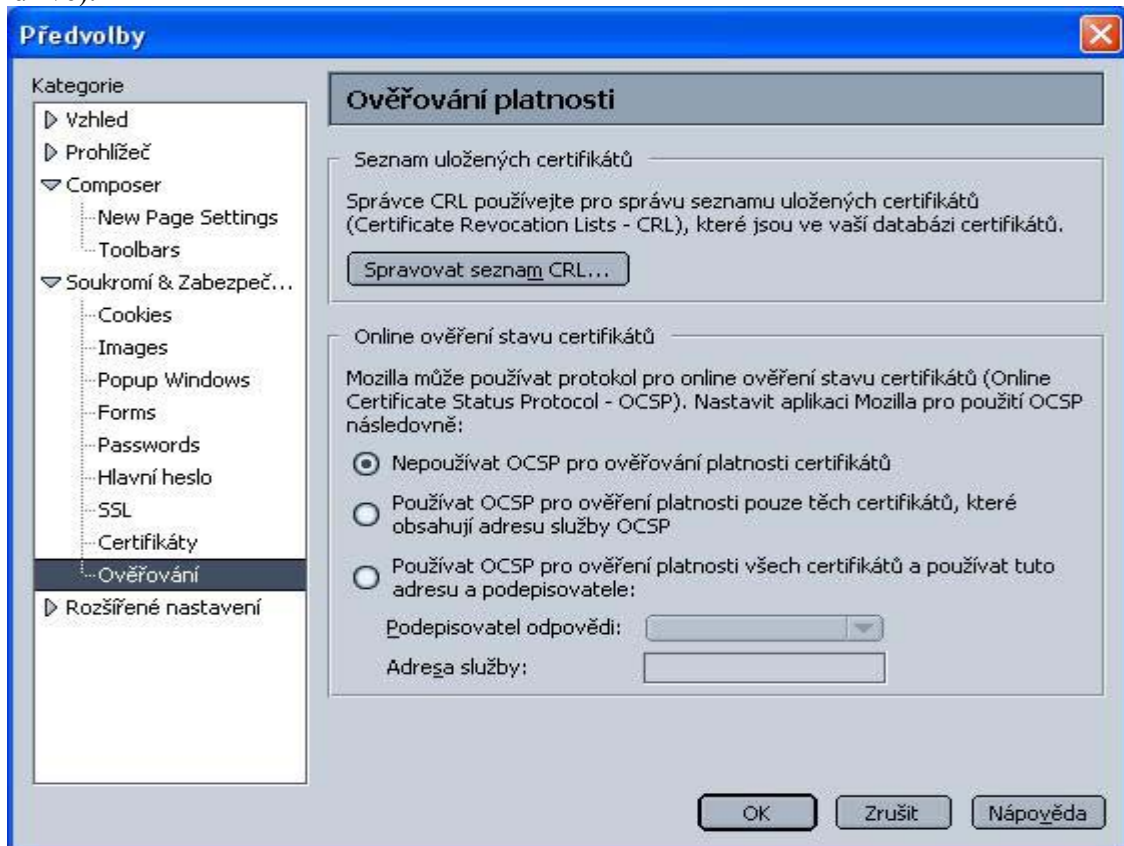 Předvolby
Kategorie
Vzhled
Prohlížeč
Composer
New Page Settings
Toolbars
Soukromí & Zabezpeč...
Cookies
Images
Popup Windows
Forms
Passwords
Hlavní heslo
SSL
Certifikáty
Ověřování
Rozšířené nastavení
Ověřování platnosti
Seznam uložených certifikátů
Správce CRL používejte pro správu seznamu uložených certifikátů
(Certificate Revocation Lists - CRL), které jsou ve vaší databázi certifikátů.
Spravovat seznam CRL...
Online ověření stavu certifikátů
Mozilla může používat protokol pro online ověření stavu certifikátů (Online
Certificate Status Protocol - OCSP). Nastavit aplikaci Mozilla pro použití OCSP
následovně:
Nepoužívat OCSP pro ověřování platnosti certifikátů
Používat OCSP pro ověření platnosti pouze těch certifikátů, které
obsahují adresu služby OCSP
Používat OCSP pro ověření platnosti všech certifikátů a používat tuto
adresu a podepisovatele:
Podepisovatel odpovědi:
Adresa služby:
OK
Zrušit
Nápověda